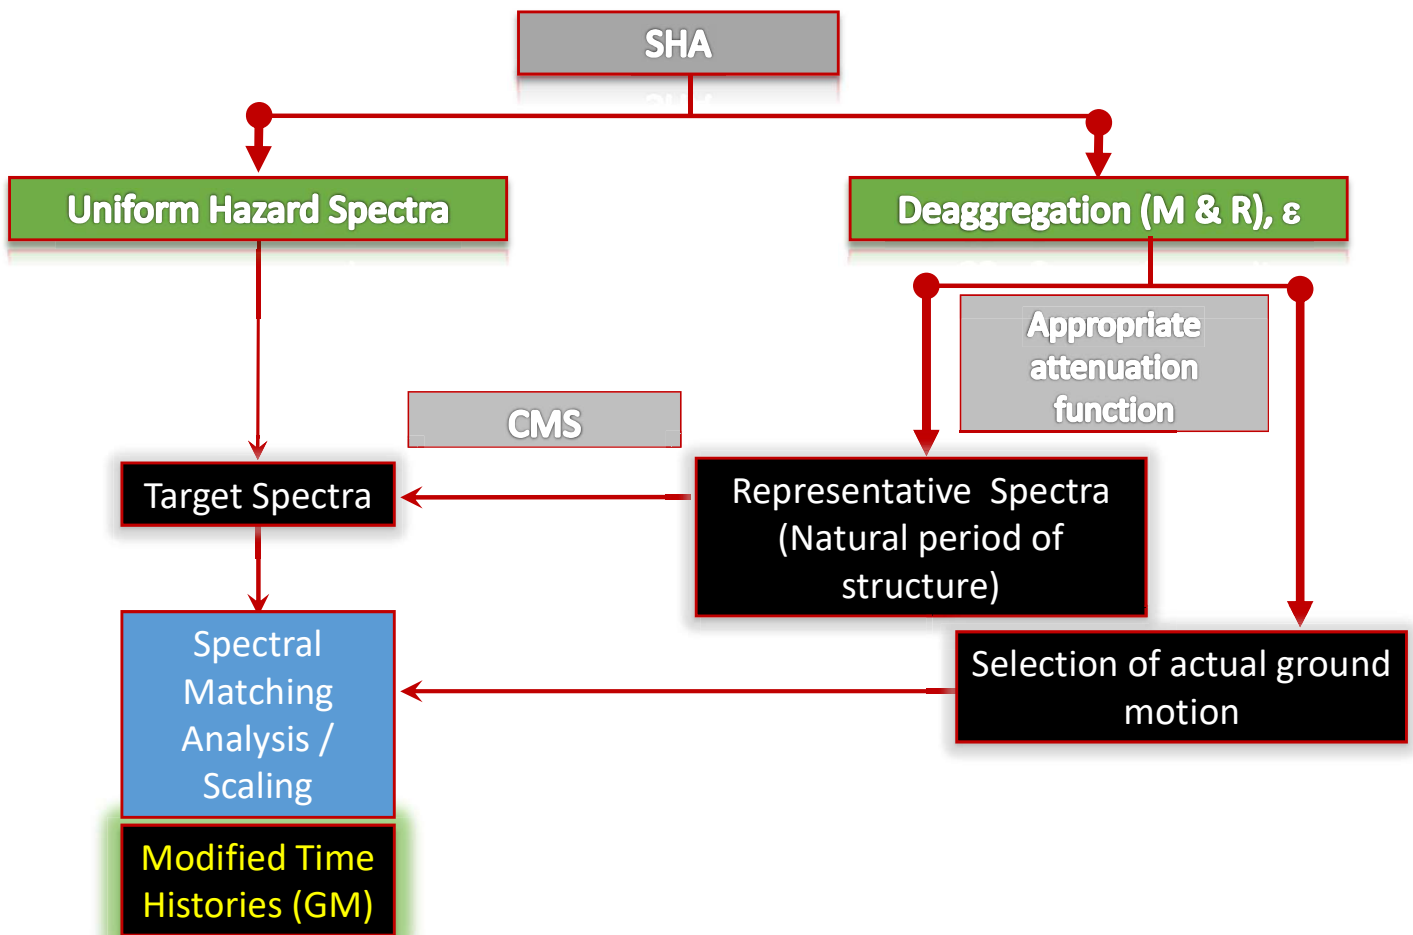 SHA
Uniform Hazard Spectra
Deaggregation (M & R), ε
Appropriate
attenuation
function
CMS
Target Spectra
Representative Spectra
(Natural period of
structure)
Spectral
Matching
Analysis /
Scaling
Selection of actual ground
motion
Modified Time
Histories (GM)